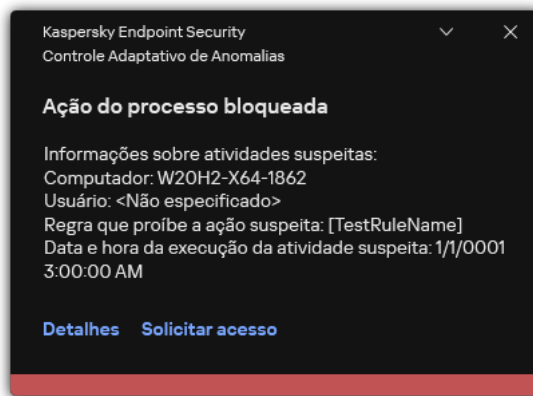 Kaspersky Endpoint Security
Controle Adaptativo de Anomalias
Ação do processo bloqueada
Informações sobre atividades suspeitas:
Computador: W20H2-X64-1862
Usuário: <Não especificado>
Regra que proíbe a ação suspeita: [TestRuleName]
Data e hora da execução da atividade suspeita: 1/1/0001
3:00:00 AM
Detalhes Solicitar acesso